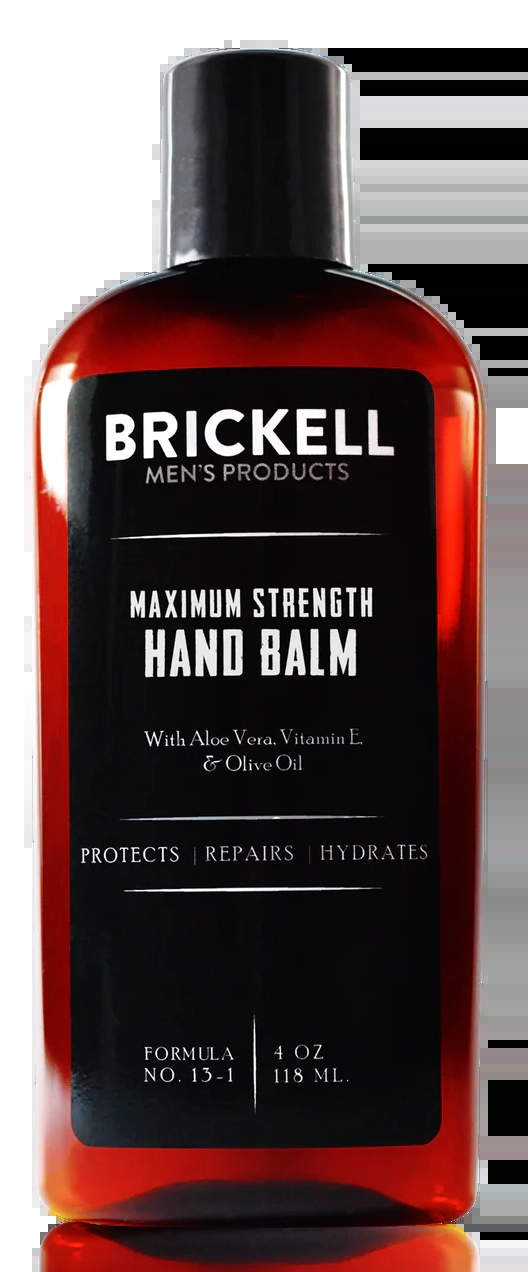 BRICKELL
MEN'S PRODUCTS
MAXIMUM STRENGTH
HAND BALM
With Aloe Vera, Vitamin E,
& Olive Oil
PROTECTS | REPAIRS | HYDRATES
FORMULA
NO. 13-1
4 OZ
118 ML.